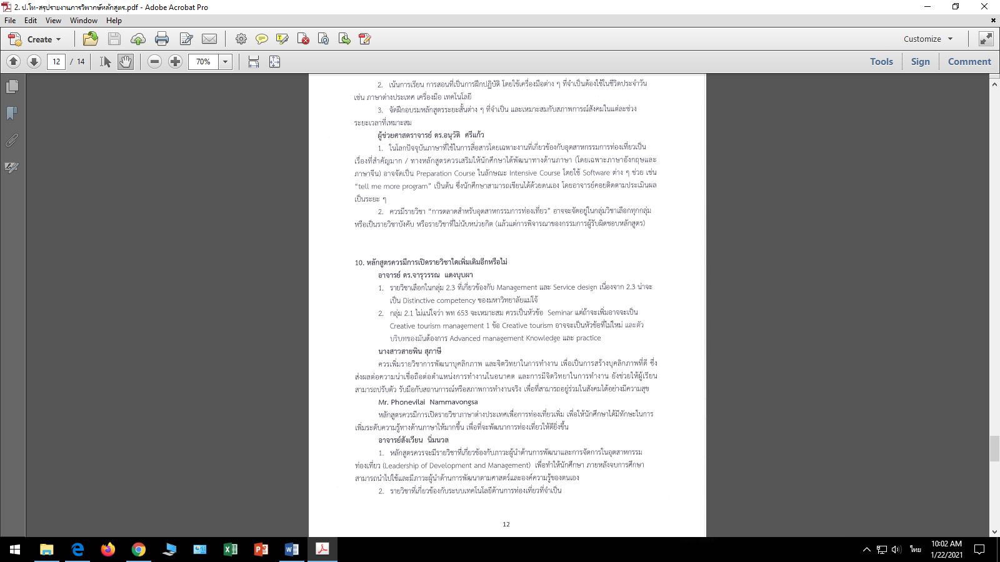 2. ป.โท-สรุปรายงานการวิพากษ์หลักสูตร.pdf - Adobe Acrobat Pro
File Edit View Window Help
Create Customize
12 / 14 70% Tools Sign Comment
2. เน้นการเรียน การสอนที่เป็นการฝึกปฏิบัติ โดยใช้เครื่องมือต่าง ๆ ที่จำเป็นต้องใช้ในชีวิตประจำวัน
เช่น ภาษาต่างประเทศ เครื่องมือ เทคโนโลยี
3. จัดฝึกอบรมหลักสูตรระยะสั้นต่าง ๆ ที่จำเป็น และเหมาะสมกับสภาพการณ์สังคมในแต่ละช่วง
ระยะเวลาที่เหมาะสม
ผู้ช่วยศาสตราจารย์ ดร.อนุวัติ ศรีแก้ว
1. ในโลกปัจจุบันภาษาที่ใช้ในการสื่อสารโดยเฉพาะงานที่เกี่ยวข้องกับอุตสาหกรรมการท่องเที่ยวเป็น
เรื่องที่สำคัญมาก / ทางหลักสูตรควรเสริมให้นักศึกษาได้พัฒนาทางด้านภาษา (โดยเฉพาะภาษาอังกฤษและ
ภาษาจีน) อาจจัดเป็น Preparation Course ในลักษณะ Intensive Course โดยใช้ Software ต่าง ๆ ช่วย เช่น
“tell me more program” เป็นต้น ซึ่งนักศึกษาสามารถเขียนได้ด้วยตนเอง โดยอาจารย์คอยติดตามประเมินผล
เป็นระยะ ๆ
2. ควรมีรายวิชา “การตลาดสำหรับอุตสาหกรรมการท่องเที่ยว” อาจจะจัดอยู่ในกลุ่มวิชาเลือกทุกกลุ่ม
หรือเป็นรายวิชาบังคับ หรือรายวิชาที่ไม่นับหน่วยกิต (แล้วแต่การพิจารณาของกรรมการผู้รับผิดชอบหลักสูตร)
10. หลักสูตรควรมีการเปิดรายวิชาใดเพิ่มเติมอีกหรือไม่
อาจารย์ ดร.จารุวรรณ แดงบุบผา
1. รายวิชาเลือกในกลุ่ม 2.3 ที่เกี่ยวข้องกับ Management และ Service design เนื่องจาก 2.3 น่าจะ
เป็น Distinctive competency ของมหาวิทยาลัยแม่โจ้
2. กลุ่ม 2.1 ไม่แน่ใจว่า พท 653 จะเหมาะสม ควรเป็นหัวข้อ Seminar แต่ถ้าจะเพิ่มอาจจะเป็น
Creative tourism management 1 ข้อ Creative tourism อาจจะเป็นหัวข้อที่ไม่ใหม่ และตัว
บริบทของมันต้องการ Advanced management Knowledge และ practice
นางสาวสายพิน สุภาษี
ควรเพิ่มรายวิชาการพัฒนาบุคลิกภาพ และจิตวิทยาในการทำงาน เพื่อเป็นการสร้างบุคลิกภาพที่ดี ซึ่ง
ส่งผลต่อความน่าเชื่อถือต่อตำแหน่งการทำงานในอนาคต และการมีจิตวิทยาในการทำงาน ยังช่วยให้ผู้เรียน
สามารถปรับตัว รับมือกับสถานการณ์หรือสภาพการทำงานจริง เพื่อที่สามารถอยู่ร่วมในสังคมได้อย่างมีความสุข
Mr. Phonevilai Nammavongsa
หลักสูตรควรมีการเปิดรายวิชาภาษาต่างประเทศเพื่อการท่องเที่ยวเพิ่ม เพื่อให้นักศึกษาได้มีทักษะในการ
เพิ่มระดับความรู้ทางด้านภาษาให้มากขึ้น เพื่อที่จะพัฒนาการท่องเที่ยวให้ดียิ่งขึ้น
อาจารย์สังเวียน นิ่มนวล
1. หลักสูตรควรจะมีรายวิชาที่เกี่ยวข้องกับภาวะผู้นำด้านการพัฒนาและการจัดการในอุตสาหกรรม
ท่องเที่ยว (Leadership of Development and Management) เพื่อทำให้นักศึกษา ภายหลังจบการศึกษา
สามารถนำไปใช้และมีภาวะผู้นำด้านการพัฒนาตามศาสตร์และองค์ความรู้ของตนเอง
2. รายวิชาที่เกี่ยวข้องกับระบบเทคโนโลยีด้านการท่องเที่ยวที่จำเป็น
12
ไทย 10:02 AM
1/22/2021